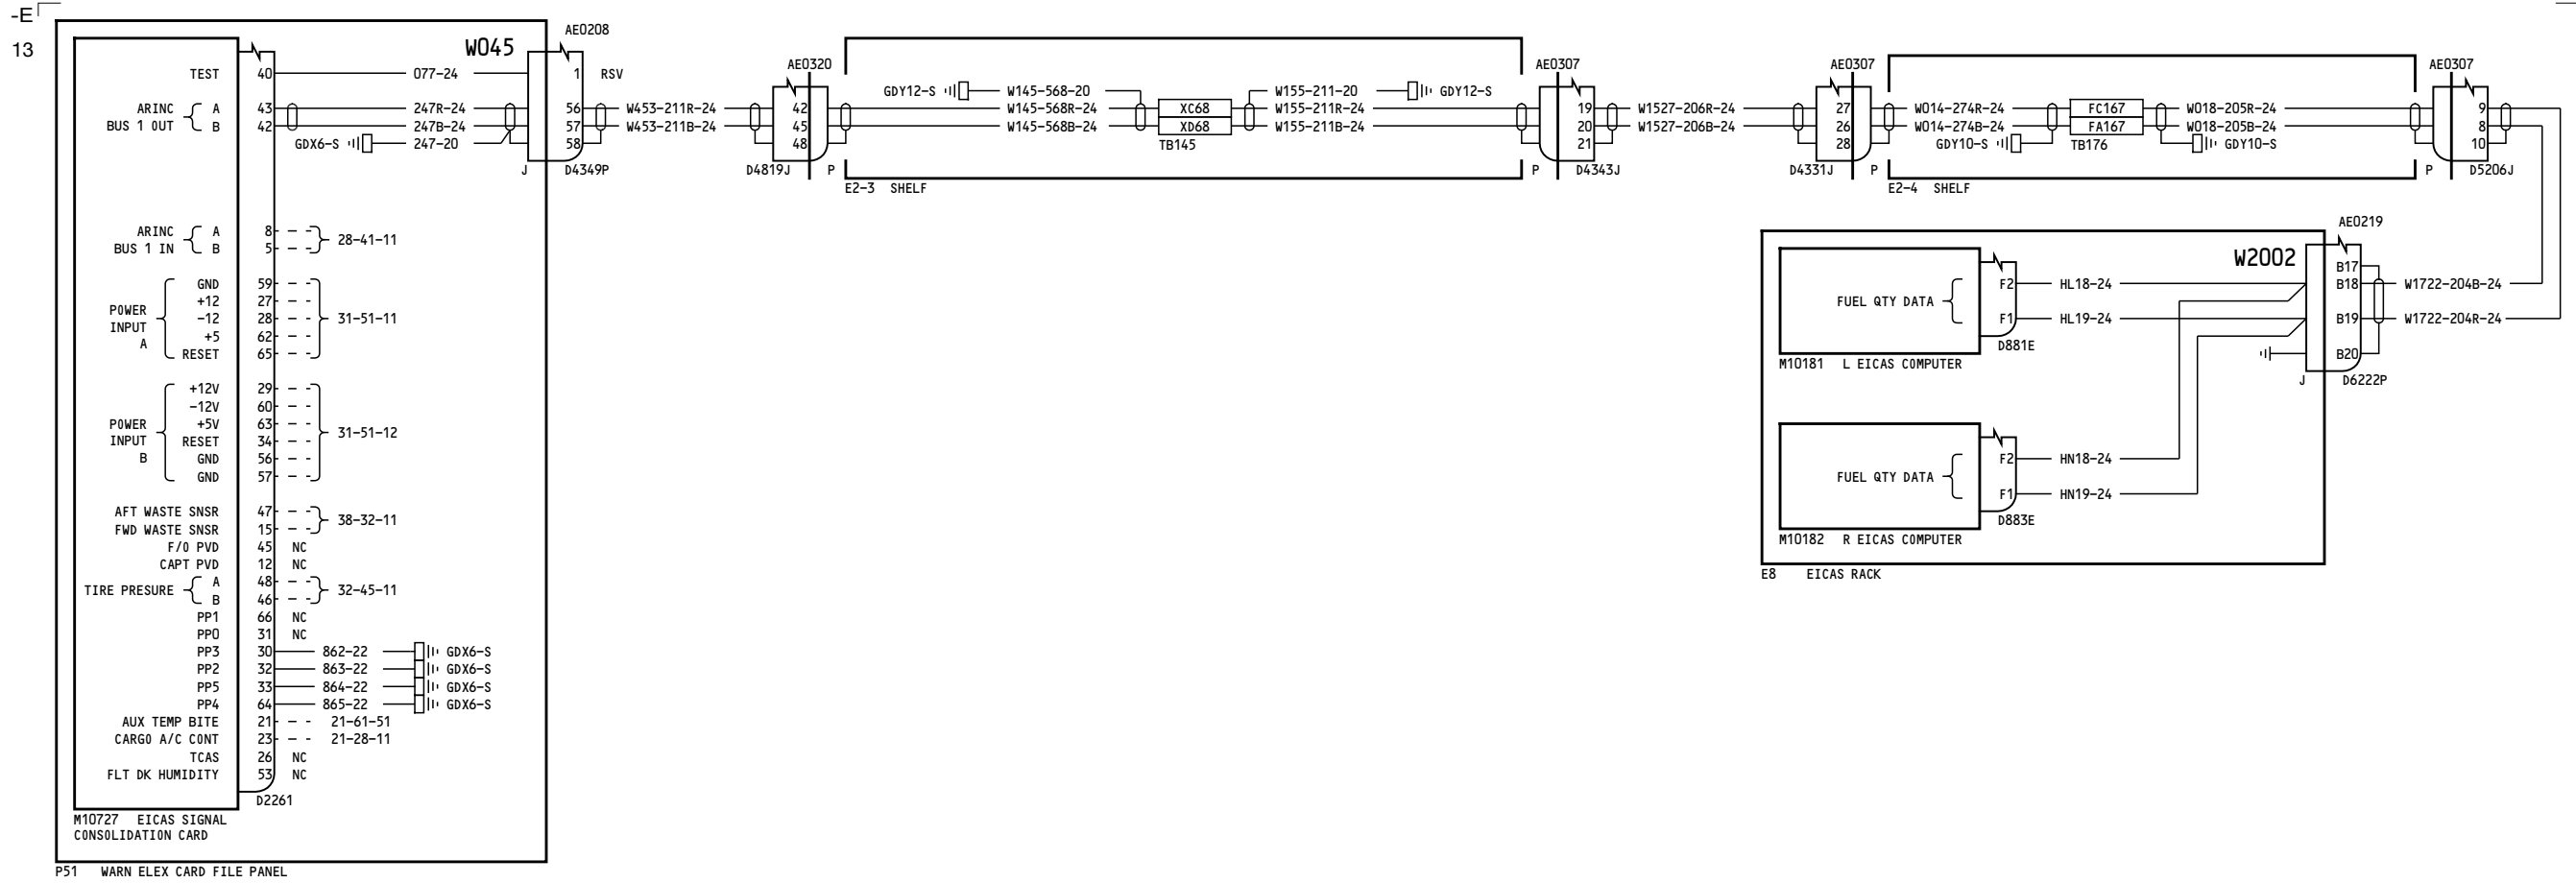 -E
13
W045
AE0208
TEST 40 077-24 1 RSV
ARINC BUS 1 OUT
A 43 247R-24 56 W453-211R-24
B 42 247B-24 57 W453-211B-24
GDX6-S 247-20 58
J D4349P
AE0320
42
45
48
D4819J P
E2-3 SHELF
GDY12-S W145-568-20
W145-568R-24 XC68 W155-211R-24
W145-568B-24 XD68 W155-211B-24
TB145
W155-211-20 GDY12-S
AE0307
19 W1527-206R-24
20 W1527-206B-24
21
P D4343J
AE0307
27 W014-274R-24 FC167 W018-205R-24
26 W014-274B-24 FA167 W018-205B-24
28 GDY10-S TB176 GDY10-S
D4331J P
E2-4 SHELF
AE0307
9
8
10
P D5206J
ARINC BUS 1 IN
A 8
B 5
28-41-11
POWER INPUT A
GND 59
+12 27
-12 28
+5 62
RESET 65
31-51-11
POWER INPUT B
+12V 29
-12V 60
+5V 63
RESET 34
GND 56
GND 57
31-51-12
AFT WASTE SNSR 47
FWD WASTE SNSR 15
38-32-11
F/O PVD 45 NC
CAPT PVD 12 NC
TIRE PRESURE
A 48
B 46
32-45-11
PP1 66 NC
PP0 31 NC
PP3 30 862-22 GDX6-S
PP2 32 863-22 GDX6-S
PP5 33 864-22 GDX6-S
PP4 64 865-22 GDX6-S
AUX TEMP BITE 21 21-61-51
CARGO A/C CONT 23 21-28-11
TCAS 26 NC
FLT DK HUMIDITY 53 NC
D2261
M10727 EICAS SIGNAL
CONSOLIDATION CARD
P51 WARN ELEX CARD FILE PANEL
AE0219
W2002
B17
B18 W1722-204B-24
B19 W1722-204R-24
B20
J D6222P
FUEL QTY DATA
F2 HL18-24
F1 HL19-24
D881E
M10181 L EICAS COMPUTER
FUEL QTY DATA
F2 HN18-24
F1 HN19-24
D883E
M10182 R EICAS COMPUTER
E8 EICAS RACK